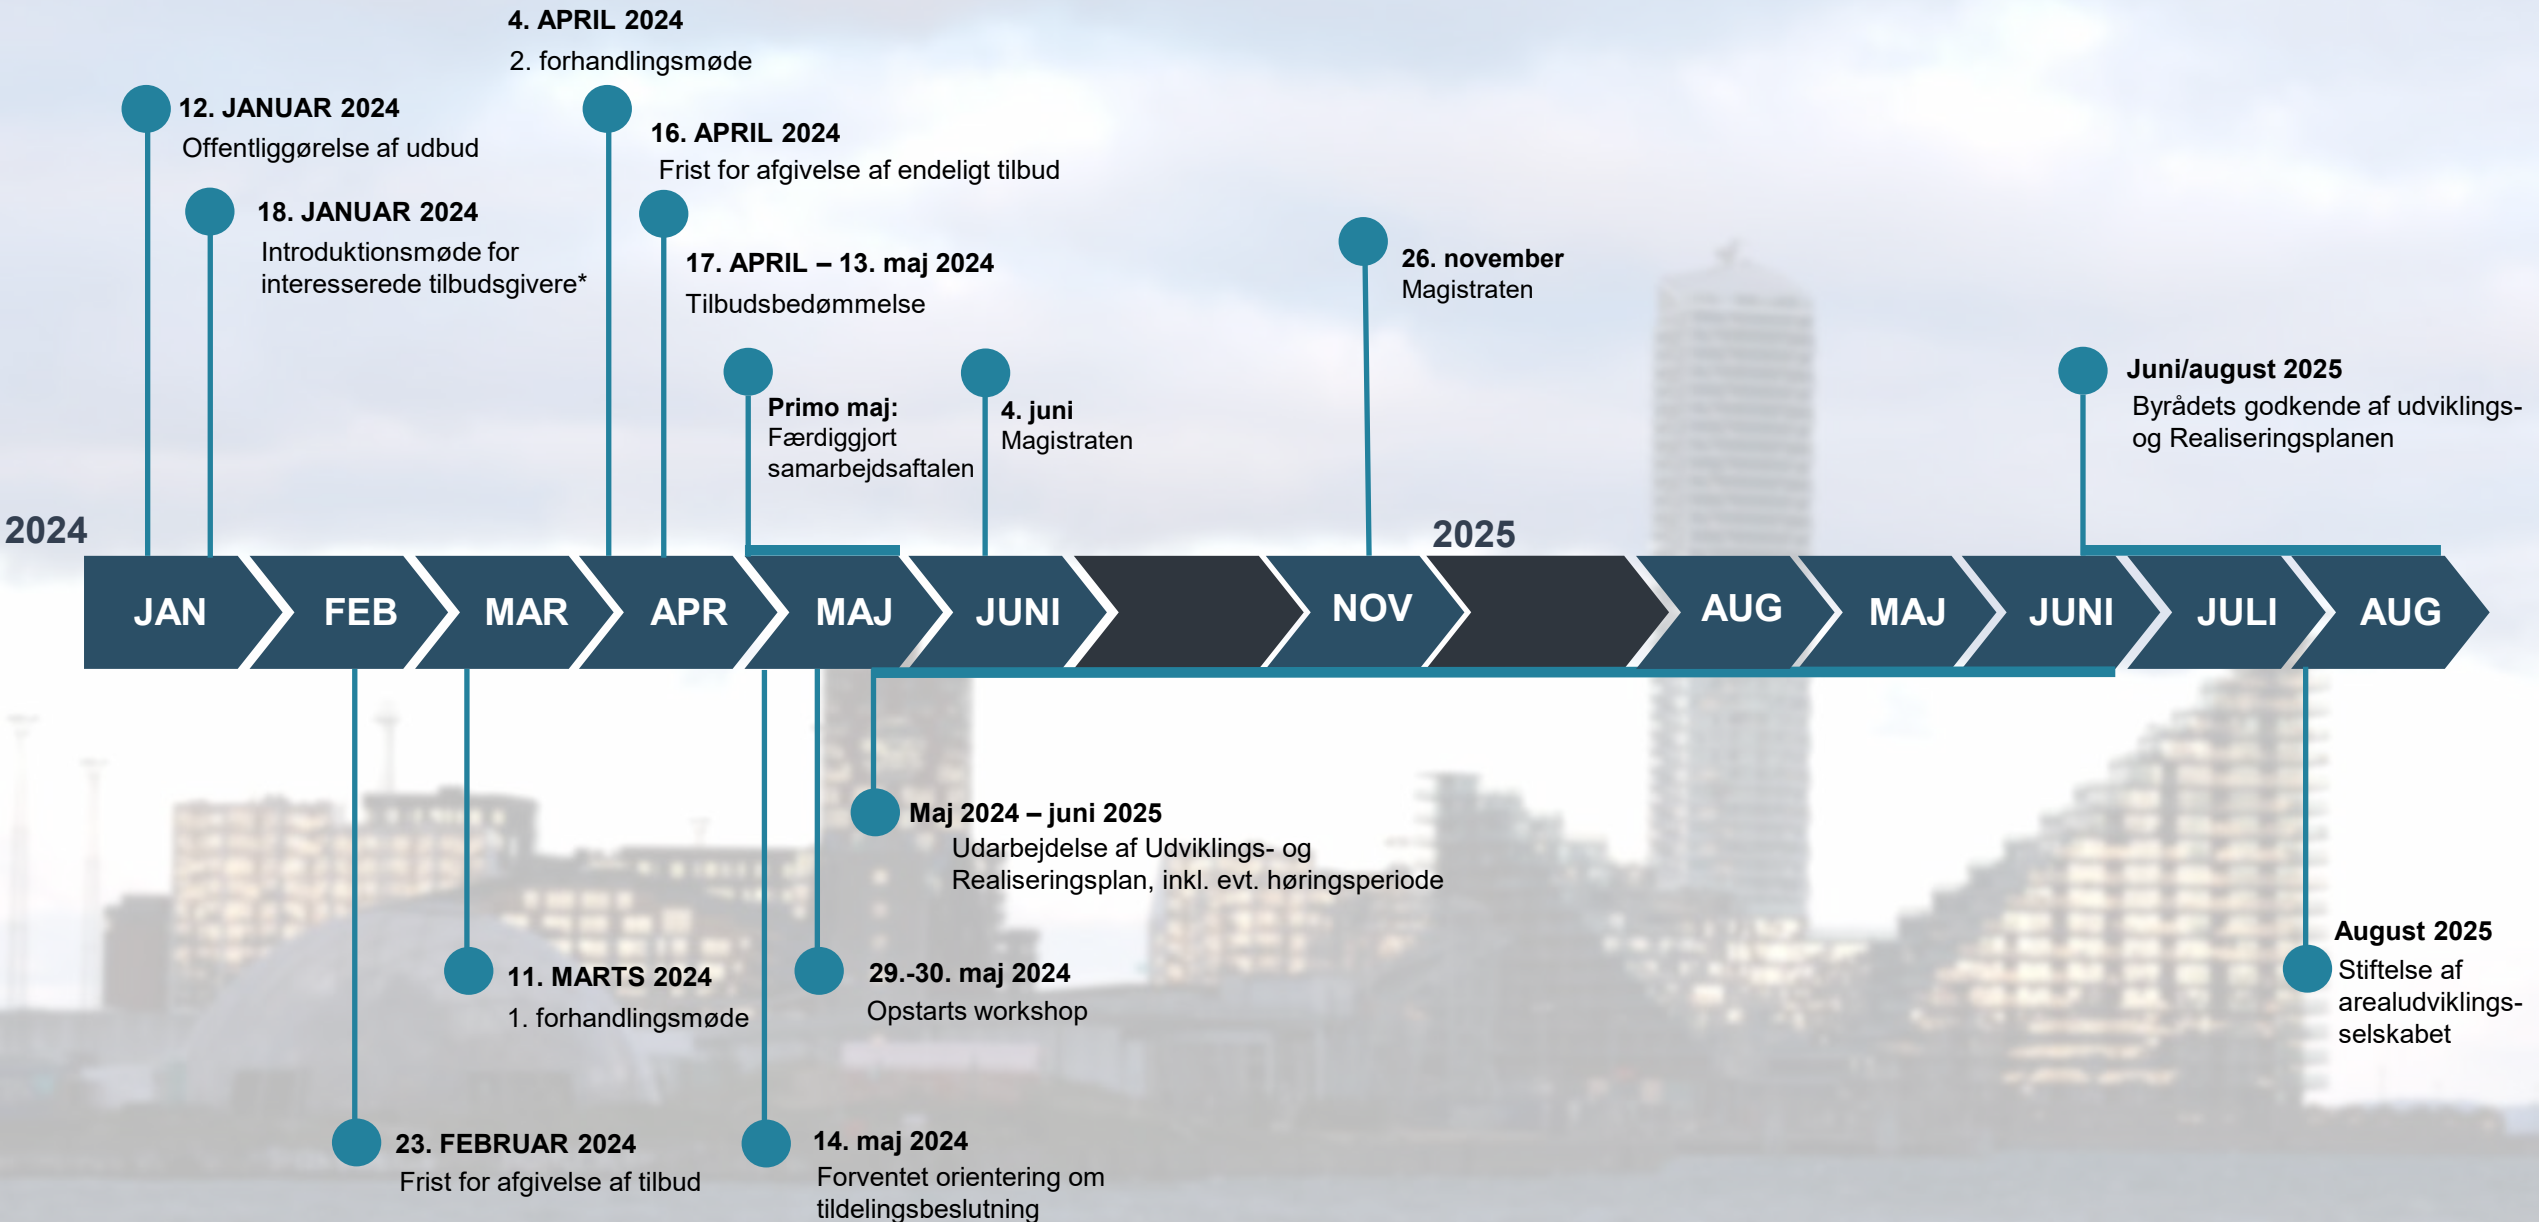 4. APRIL 2024
2. forhandlingsmøde
12. JANUAR 2024
Offentliggørelse af udbud
16. APRIL 2024
Frist for afgivelse af endeligt tilbud
18. JANUAR 2024
Introduktionsmøde for
interesserede tilbudsgivere*
17. APRIL – 13. maj 2024
Tilbudsbedømmelse
26. november
Magistraten
Primo maj:
Færdiggjort
samarbejdsaftalen
4. juni
Magistraten
Juni/august 2025
Byrådets godkende af udviklings-
og Realiseringsplanen
2024
2025
JAN
FEB
MAR
APR
MAJ
JUNI
NOV
AUG
MAJ
JUNI
JULI
AUG
Maj 2024 – juni 2025
Udarbejdelse af Udviklings- og
Realiseringsplan, inkl. evt. høringsperiode
11. MARTS 2024
1. forhandlingsmøde
29.-30. maj 2024
Opstarts workshop
August 2025
Stiftelse af
arealudviklings-
selskabet
23. FEBRUAR 2024
Frist for afgivelse af tilbud
14. maj 2024
Forventet orientering om
tildelingsbeslutning